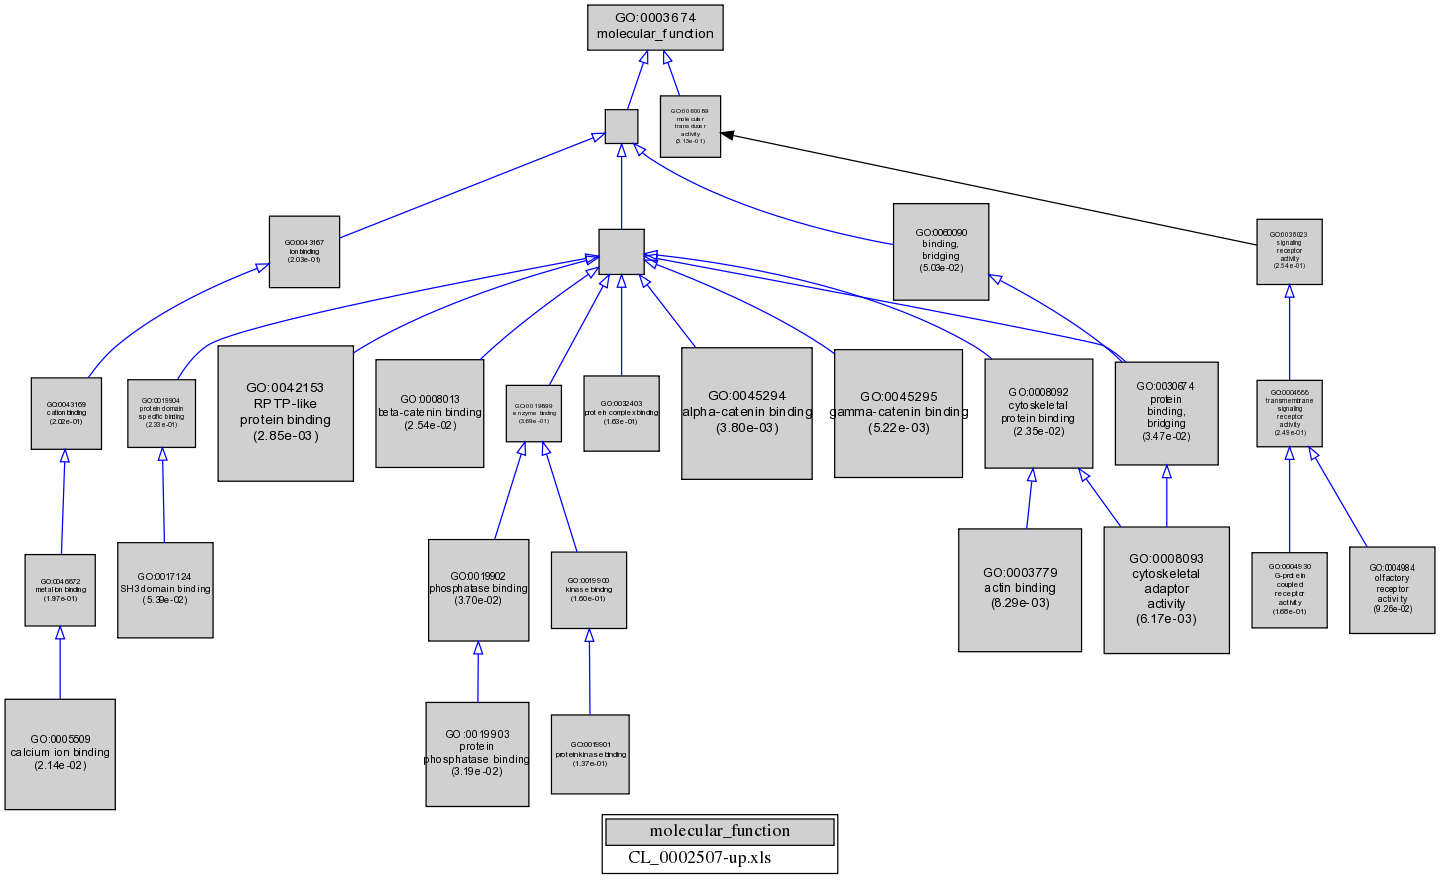 GO:0003674
molecular_function
GO:0060089
molecular
transducer
activity
(3.13e-01)
GO:0043167
ion binding
(2.03e-01)
GO:0060090
binding,
bridging
(5.03e-02)
GO:0038023
signaling
receptor
activity
(2.54e-01)
GO:0043169
cation binding
(2.02e-01)
GO:0019904
protein domain
specific binding
(2.33e-01)
GO:0042153
RPTP-like
protein binding
(2.85e-03)
GO:0008013
beta-catenin binding
(2.54e-02)
GO:0019899
enzyme binding
(3.69e-01)
GO:0032403
protein complex binding
(1.63e-01)
GO:0045294
alpha-catenin binding
(3.80e-03)
GO:0045295
gamma-catenin binding
(5.22e-03)
GO:0008092
cytoskeletal
protein binding
(2.35e-02)
GO:0030674
protein
binding,
bridging
(3.47e-02)
GO:0004888
transmembrane
signaling
receptor
activity
(2.49e-01)
GO:0046872
metal ion binding
(1.97e-01)
GO:0017124
SH3 domain binding
(5.39e-02)
GO:0019902
phosphatase binding
(3.70e-02)
GO:0019900
kinase binding
(1.60e-01)
GO:0003779
actin binding
(8.29e-03)
GO:0008093
cytoskeletal
adaptor
activity
(6.17e-03)
GO:0004930
G-protein
coupled
receptor
activity
(1.68e-01)
GO:0004984
olfactory
receptor
activity
(9.26e-02)
GO:0005509
calcium ion binding
(2.14e-02)
GO:0019903
protein
phosphatase binding
(3.19e-02)
GO:0019901
protein kinase binding
(1.37e-01)
molecular_function
CL_0002507-up.xls